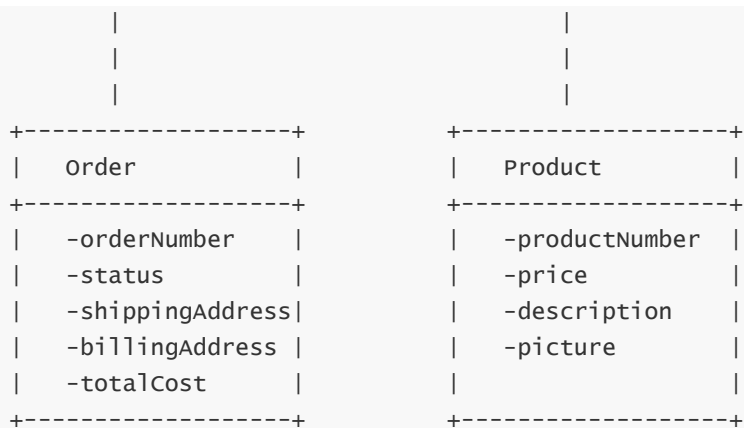 |                               |
|                               |
|                               |
+-------------------+          +-------------------+
|   Order           |          |   Product         |
+-------------------+          +-------------------+
|   -orderNumber    |          |   -productNumber  |
|   -status         |          |   -price          |
|   -shippingAddress|          |   -description    |
|   -billingAddress |          |   -picture        |
|   -totalCost      |          |                   |
+-------------------+          +-------------------+